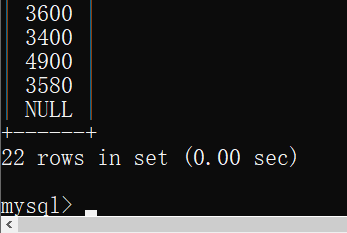 | 3600 |
| 3400 |
| 4900 |
| 3580 |
| NULL |
+------+
22 rows in set (0.00 sec)
mysql>